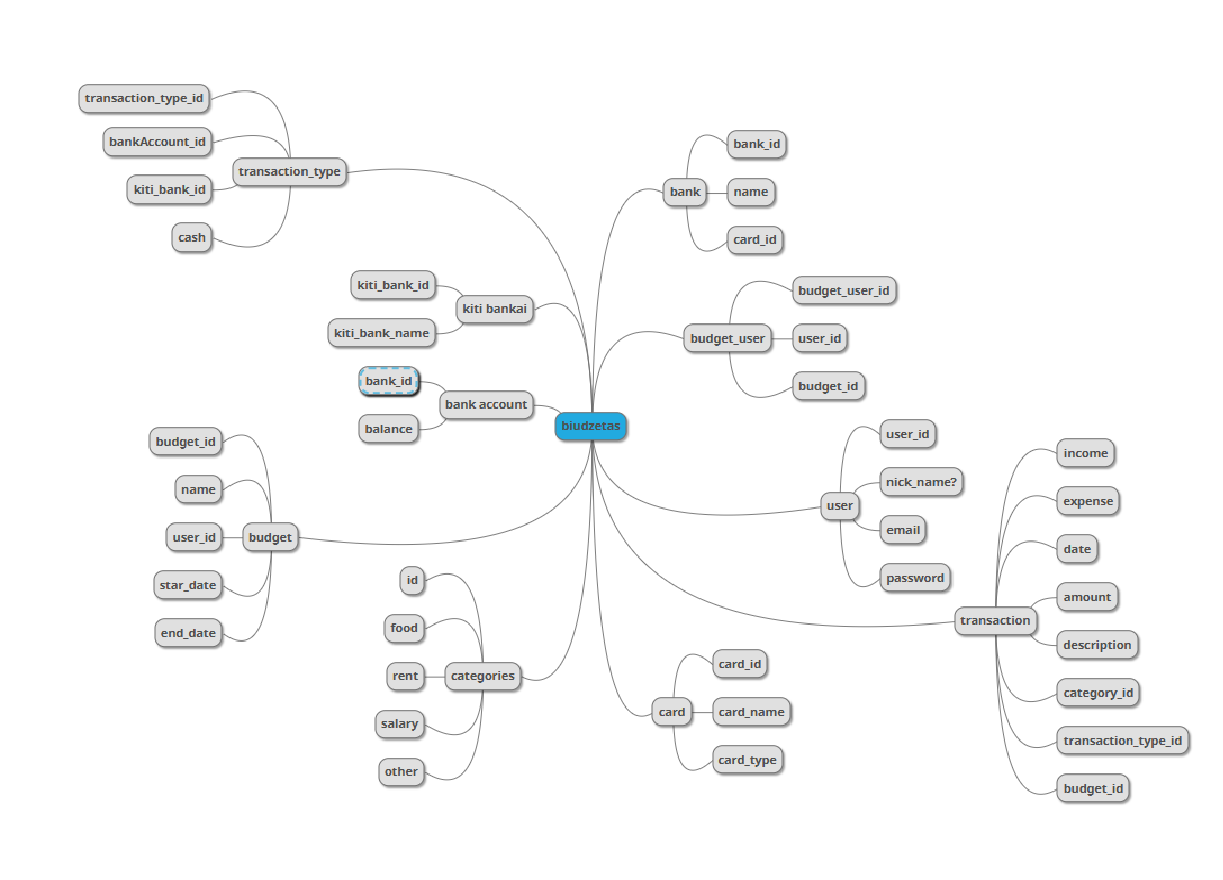 transaction_type_id
bankAccount_id
kiti_bank_id
cash
transaction_type
kiti_bank_id
kiti_bank_name
kiti bankai
bank_id
balance
bank account
budget_id
name
user_id
star_date
end_date
budget
id
food
rent
salary
other
categories
biudzetas
bank
bank_id
name
card_id
budget_user
budget_user_id
user_id
budget_id
user
user_id
nick_name?
email
password
transaction
income
expense
date
amount
description
category_id
transaction_type_id
budget_id
card
card_id
card_name
card_type